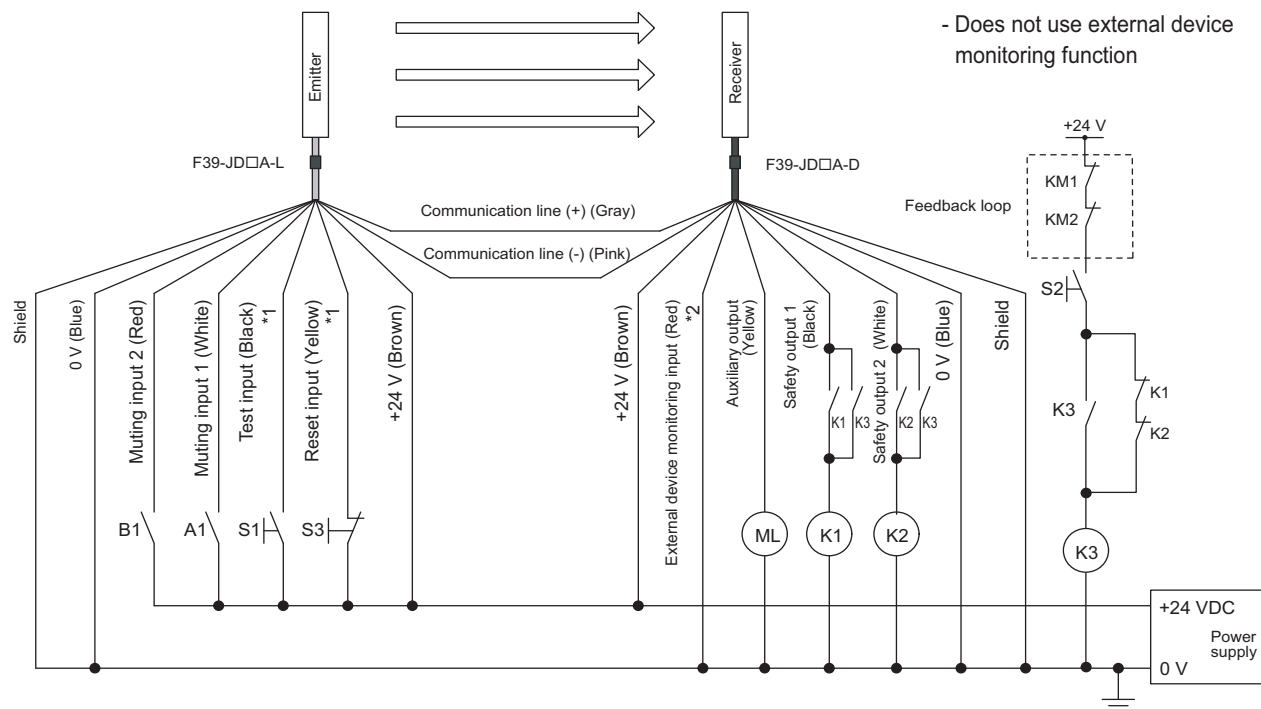 - Does not use external device
monitoring function
Emitter
Receiver
+24 V
F39-JD□A-L
F39-JD□A-D
KM1
KM2
Feedback loop
Communication line (+) (Gray)
Communication line (-) (Pink)
S2
Shield
0 V (Blue)
Muting input 2 (Red)
Muting input 1 (White)
Test input (Black)
*1
Reset input (Yellow)
*1
+24 V (Brown)
+24 V (Brown)
External device monitoring input (Red)
*2
Auxiliary output
(Yellow)
Safety output 1
(Black)
Safety output 2 (White)
0 V (Blue)
Shield
K1
K3
K2
K3
K3
K1
K2
B1
A1
S1
S3
ML
K1
K2
K3
+24 VDC
Power
supply
0 V